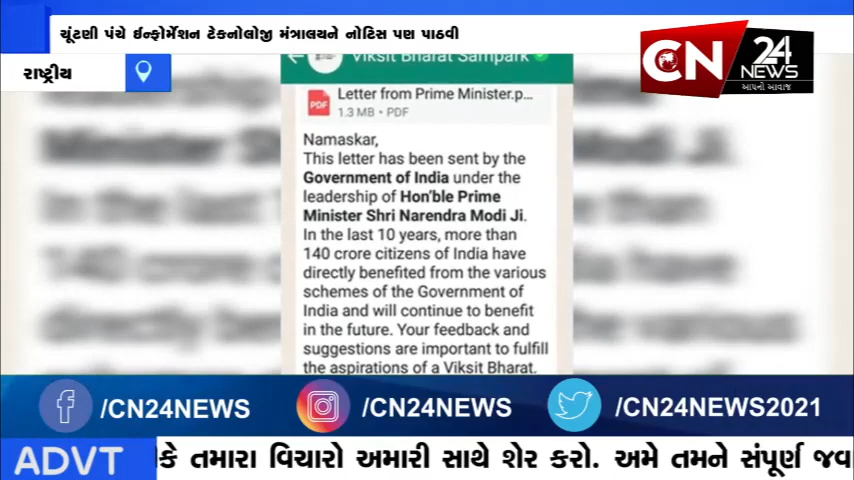 ચૂંટણી પંચે ઈન્ફોર્મેશન ટેકનોલોજી મંત્રાલયને નોટિસ પણ પાઠવી
રાષ્ટ્રીય
CN 24 NEWS
આપનો અવાજ
Viksit Bharat Sampark
PDF
Letter from Prime Minister.p...
1.3 MB • PDF
Namaskar,
This letter has been sent by the
Government of India under the
leadership of Hon'ble Prime
Minister Shri Narendra Modi Ji.
In the last 10 years, more than
140 crore citizens of India have
directly benefited from the various
schemes of the Government of
India and will continue to benefit
in the future. Your feedback and
suggestions are important to fulfill
the aspirations of a Viksit Bharat.
/CN24NEWS /CN24NEWS /CN24NEWS2021
ADVT
કે તમારા વિચારો અમારી સાથે શેર કરો. અમે તમને સંપૂર્ણ જવ